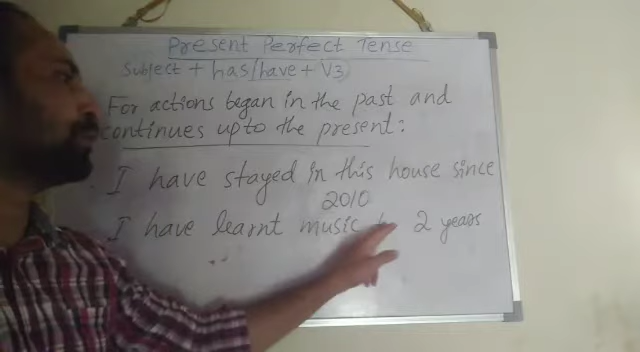 Present Perfect Tense
Subject + has/have + V3
For actions began in the past and
continues upto the present:
I have stayed in this house since
2010
I have learnt music 2 years